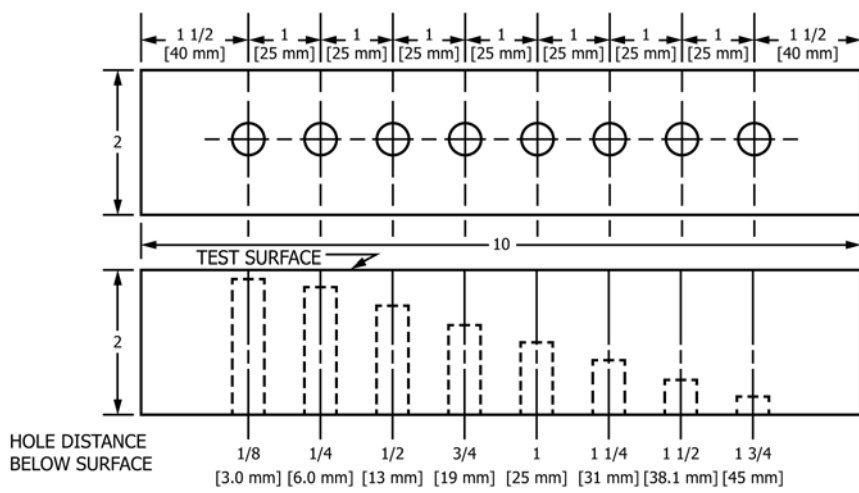 1 1/2 1 1 1 1 1 1 1 1 1/2
[40 mm] [25 mm] [25 mm] [25 mm] [25 mm] [25 mm] [25 mm] [25 mm] [40 mm]
2
10
TEST SURFACE
2
HOLE DISTANCE
BELOW SURFACE
1/8 1/4 1/2 3/4 1 1 1/4 1 1/2 1 3/4
[3.0 mm] [6.0 mm] [13 mm] [19 mm] [25 mm] [31 mm] [38.1 mm] [45 mm]